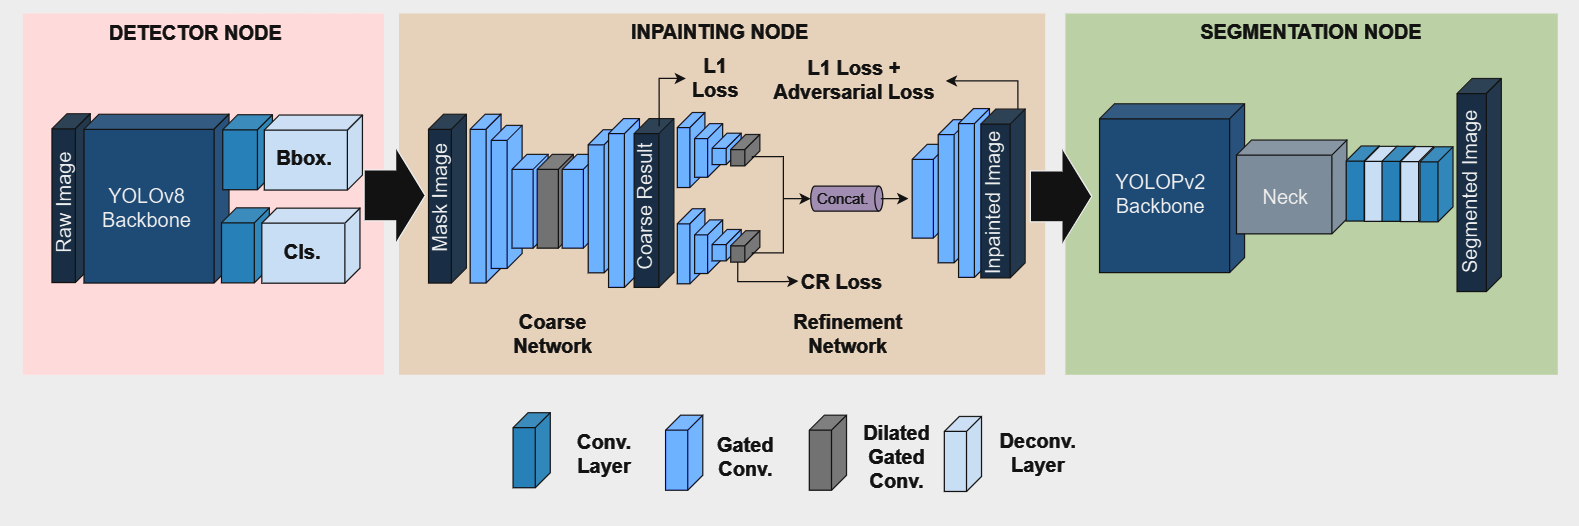 DETECTOR NODE
Raw Image
YOLOv8
Backbone
Bbox.
Cls.
INPAINTING NODE
Mask Image
Coarse Result
L1
Loss
L1 Loss +
Adversarial Loss
Concat.
Inpainted Image
CR Loss
Coarse
Network
Refinement
Network
SEGMENTATION NODE
YOLOPv2
Backbone
Neck
Segmented Image
Conv.
Layer
Gated
Conv.
Dilated
Gated
Conv.
Deconv.
Layer